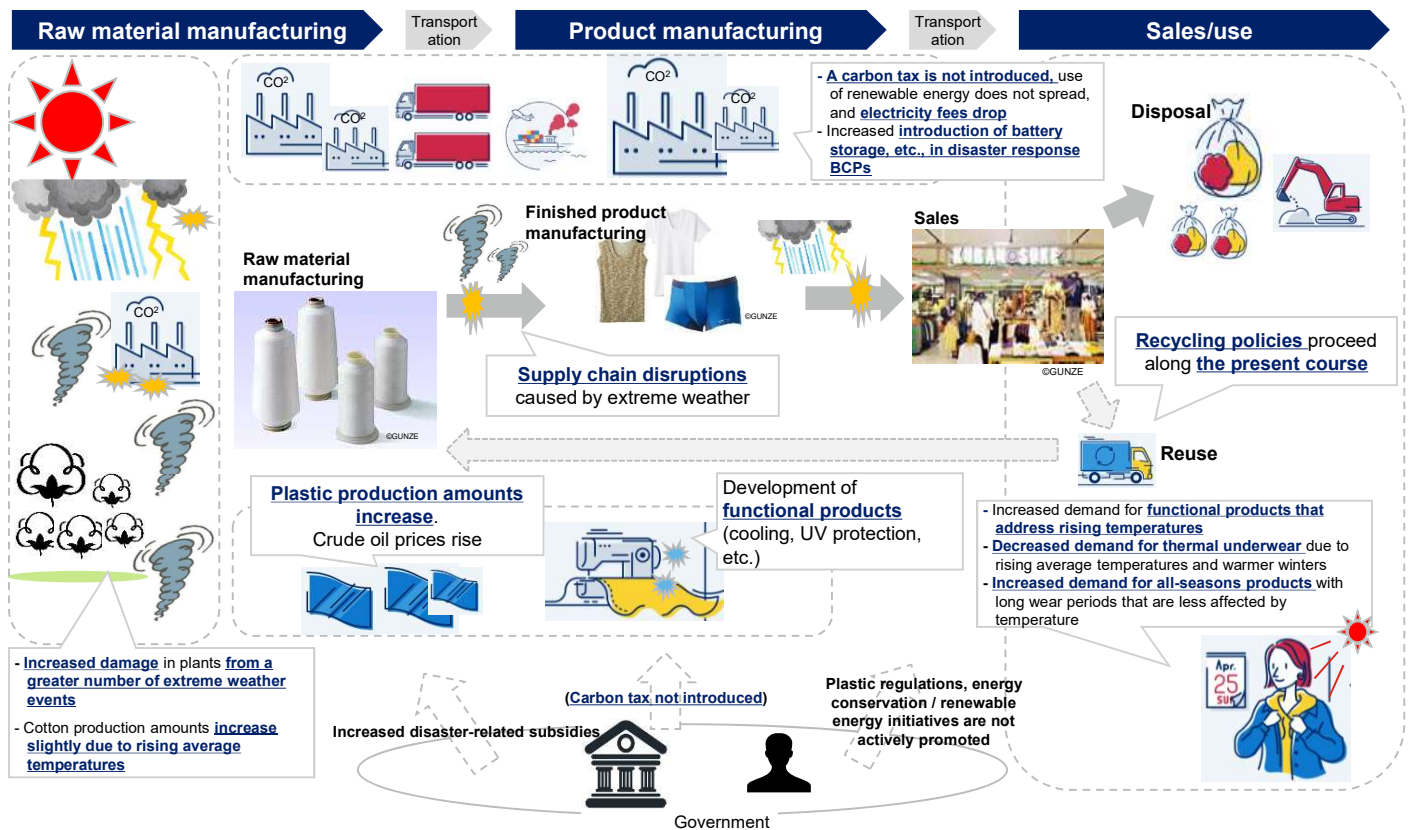 Raw material manufacturing
Transport
ation
Product manufacturing
Transport
ation
Sales/use
CO²
CO²
CO²
CO²
- A carbon tax is not introduced, use
of renewable energy does not spread,
and electricity fees drop
- Increased introduction of battery
storage, etc., in disaster response
BCPs
Disposal
Raw material
manufacturing
Finished product
manufacturing
Sales
©GUNZE
©GUNZE
©GUNZE
CO²
Supply chain disruptions
caused by extreme weather
Recycling policies proceed
along the present course
Reuse
Plastic production amounts
increase.
Crude oil prices rise
Development of
functional products
(cooling, UV protection,
etc.)
- Increased demand for functional products that
address rising temperatures
- Decreased demand for thermal underwear due to
rising average temperatures and warmer winters
- Increased demand for all-seasons products with
long wear periods that are less affected by
temperature
Apr.
25
SUN
- Increased damage in plants from a
greater number of extreme weather
events
- Cotton production amounts increase
slightly due to rising average
temperatures
Increased disaster-related subsidies
(Carbon tax not introduced)
Plastic regulations, energy
conservation / renewable
energy initiatives are not
actively promoted
Government